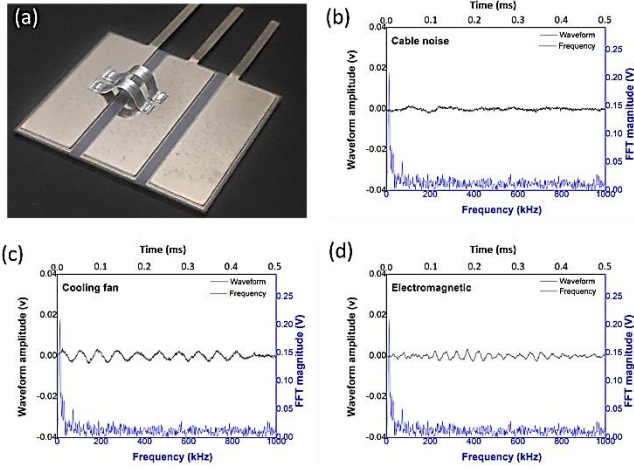 (a)
(b)
Time (ms)
0.0 0.1 0.2 0.3 0.4 0.5
Cable noise
Waveform
Frequency
Waveform amplitude (v)
0.04
0.02
0.00
-0.02
-0.04
FFT magnitude (V)
0.25
0.20
0.15
0.10
0.05
0.00
0 200 400 600 800 1000
Frequency (kHz)
(c)
Time (ms)
0.0 0.1 0.2 0.3 0.4 0.5
Cooling fan
Waveform
Frequency
Waveform amplitude (v)
0.04
0.02
0.00
-0.02
-0.04
FFT magnitude (V)
0.25
0.20
0.15
0.10
0.05
0.00
0 200 400 600 800 1000
Frequency (kHz)
(d)
Time (ms)
0.0 0.1 0.2 0.3 0.4 0.5
Electromagnetic
Waveform
Frequency
Waveform amplitude (v)
0.04
0.02
0.00
-0.02
-0.04
FFT magnitude (V)
0.25
0.20
0.15
0.10
0.05
0.00
0 200 400 600 800 1000
Frequency (kHz)